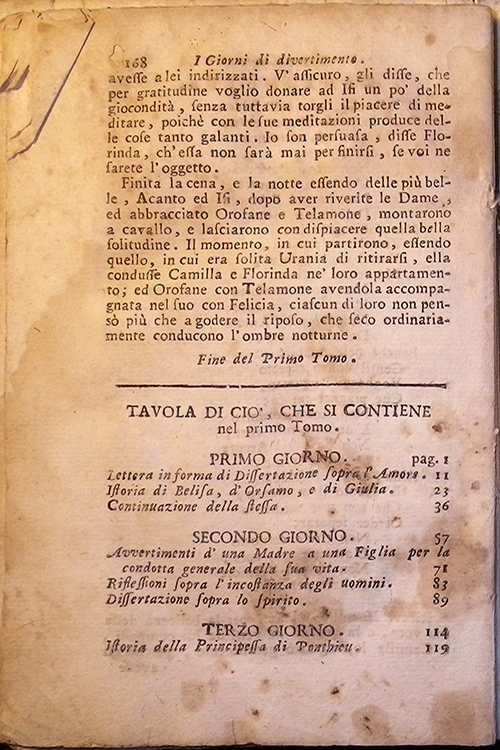 168 I Giorni di divertimento.
avesse a lei indirizzati. V' assicuro, gli disse, che
per gratitudine voglio donare ad Isi un po' della
giocondità, senza tuttavia torgli il piacere di me-
ditare, poichè con le sue meditazioni produce del-
le cose tanto galanti. Io son persuasa, disse Flo-
rinda, ch'essa non sarà mai per finirsi, se voi ne
sarete l'oggetto.
Finita la cena, e la notte essendo delle più bel-
le, Acanto ed Isi, dopo aver riverite le Dame,
ed abbracciato Orofane e Telamone, montarono
a cavallo, e lasciarono con dispiacere quella bella
solitudine. Il momento, in cui partirono, essendo
quello, in cui era solita Urania di ritirarsi, ella
condusse Camilla e Florinda ne' loro appartamen-
to; ed Orofane con Telamone avendola accompa-
gnata nel suo con Felicia, ciascun di loro non pen-
sò più che a godere il riposo, che seco ordinaria-
mente conducono l'ombre notturne.
Fine del Primo Tomo.
TAVOLA DI CIO', CHE SI CONTIENE
nel primo Tomo.
PRIMO GIORNO. pag. 1
Lettera in forma di Dissertazione sopra l'Amore. 11
Istoria di Belisa, d'Orsamo, e di Giulia. 23
Continuazione della stessa. 36
SECONDO GIORNO. 57
Avvertimenti d' una Madre a una Figlia per la
condotta generale della sua vita. 71
Riflessioni sopra l'incostanza degli uomini. 83
Dissertazione sopra lo spirito. 89
TERZO GIORNO. 114
Istoria della Principessa di Ponthieu. 119